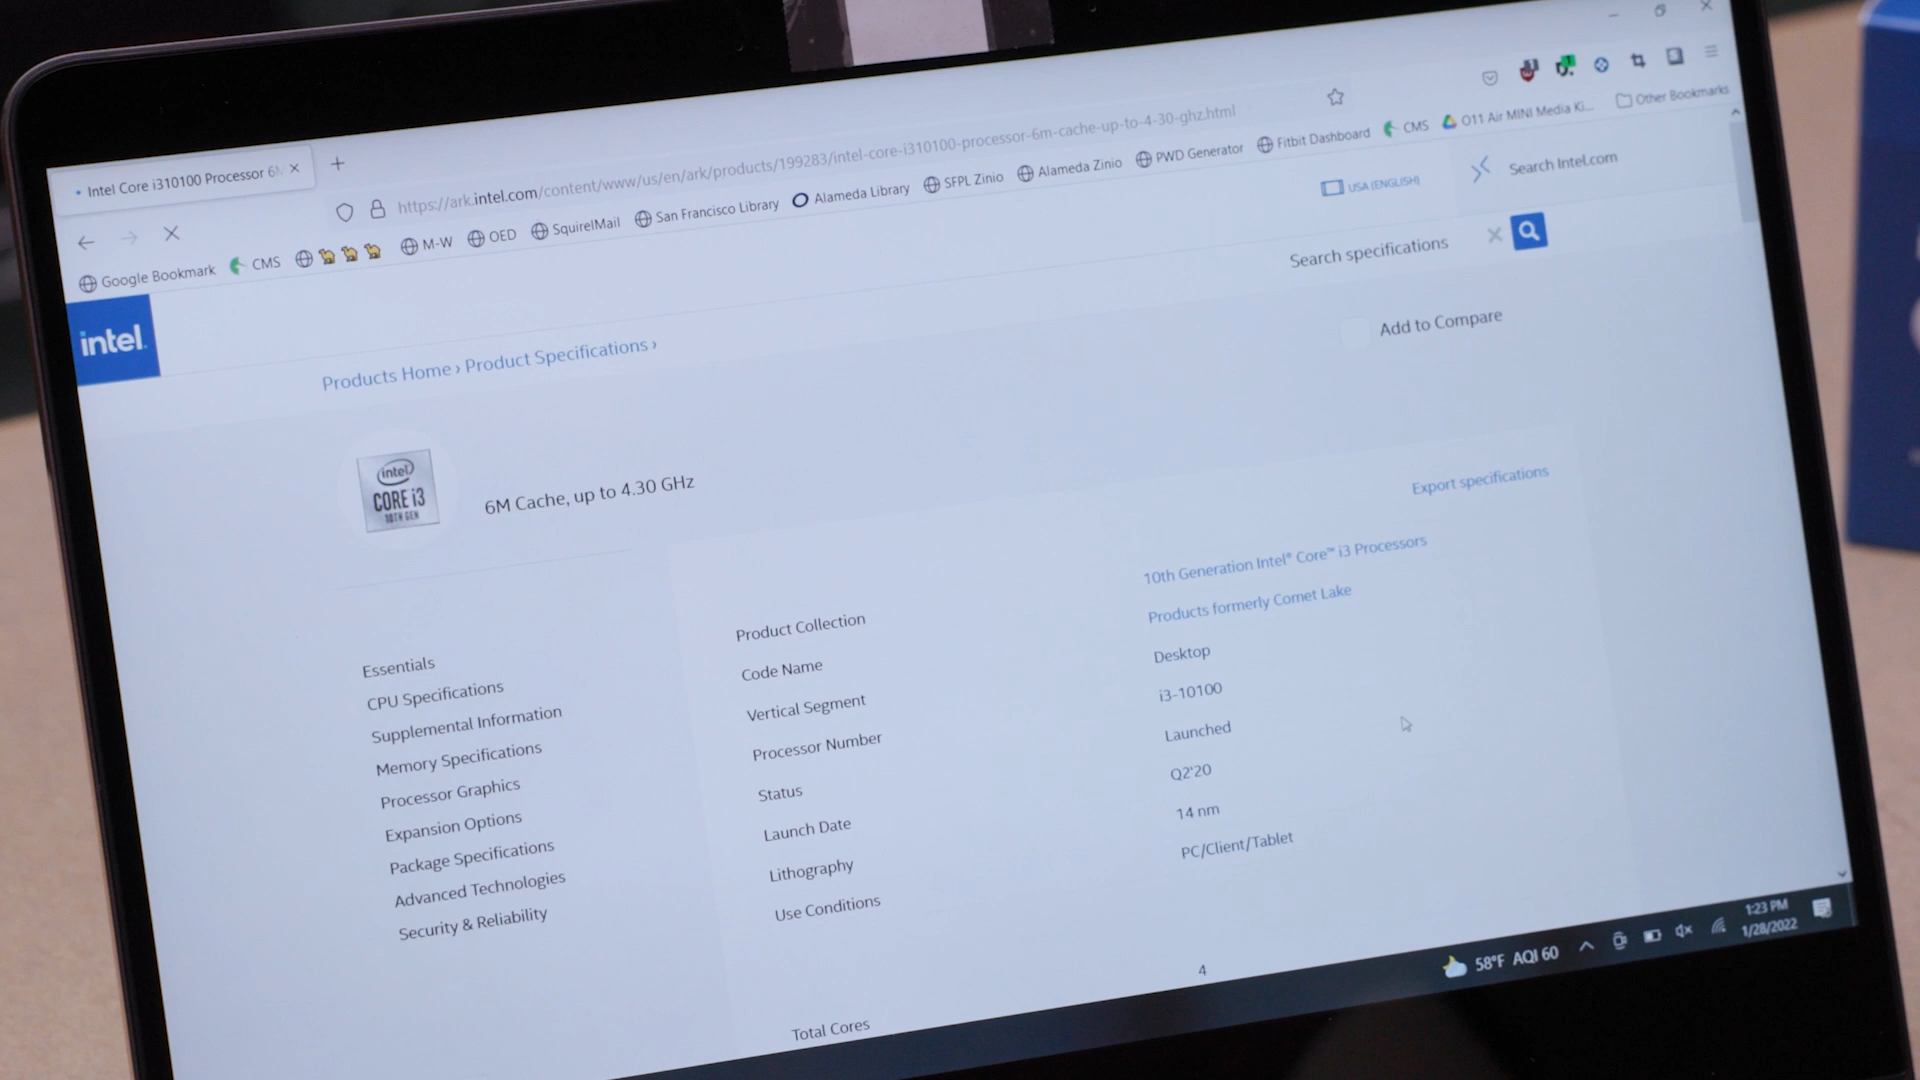 Intel Core i310100 Processor 6M
https://ark.intel.com/content/www/us/en/ark/products/199283/intel-core-i310100-processor-6m-cache-up-to-4-30-ghz.html
Google Bookmark CMS M-W OED SquirelMail San Francisco Library Alameda Library SFPL Zinio Alameda Zinio PWD Generator Fitbit Dashboard CMS O11 Air MINI Media Ki... Other Bookmarks
USA (ENGLISH) Search Intel.com
intel.
Search specifications
Products Home › Product Specifications ›
Add to Compare
intel
CORE i3
10TH GEN
6M Cache, up to 4.30 GHz
Export specifications
Essentials
CPU Specifications
Supplemental Information
Memory Specifications
Processor Graphics
Expansion Options
Package Specifications
Advanced Technologies
Security & Reliability
Product Collection 10th Generation Intel® Core™ i3 Processors
Code Name Products formerly Comet Lake
Vertical Segment Desktop
Processor Number i3-10100
Status Launched
Launch Date Q2'20
Lithography 14 nm
Use Conditions PC/Client/Tablet
Total Cores 4
58°F AQI 60
1:23 PM
1/28/2022